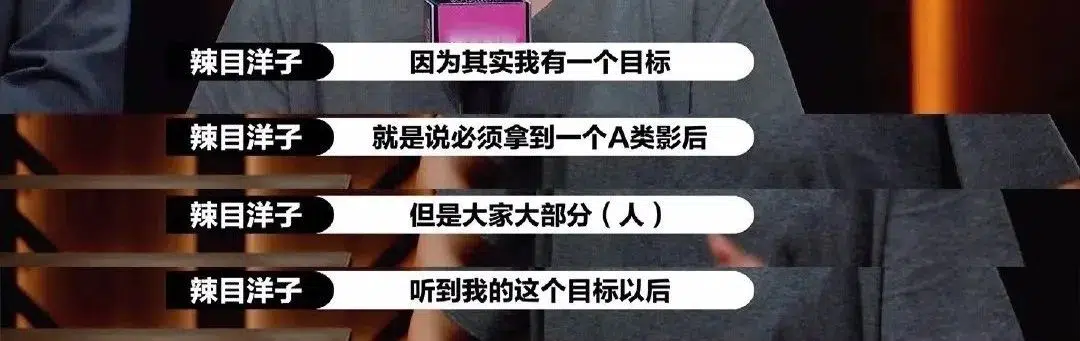 辣目洋子 因为其实我有一个目标
辣目洋子 就是说必须拿到一个A类影后
辣目洋子 但是大家大部分（人）
辣目洋子 听到我的这个目标以后